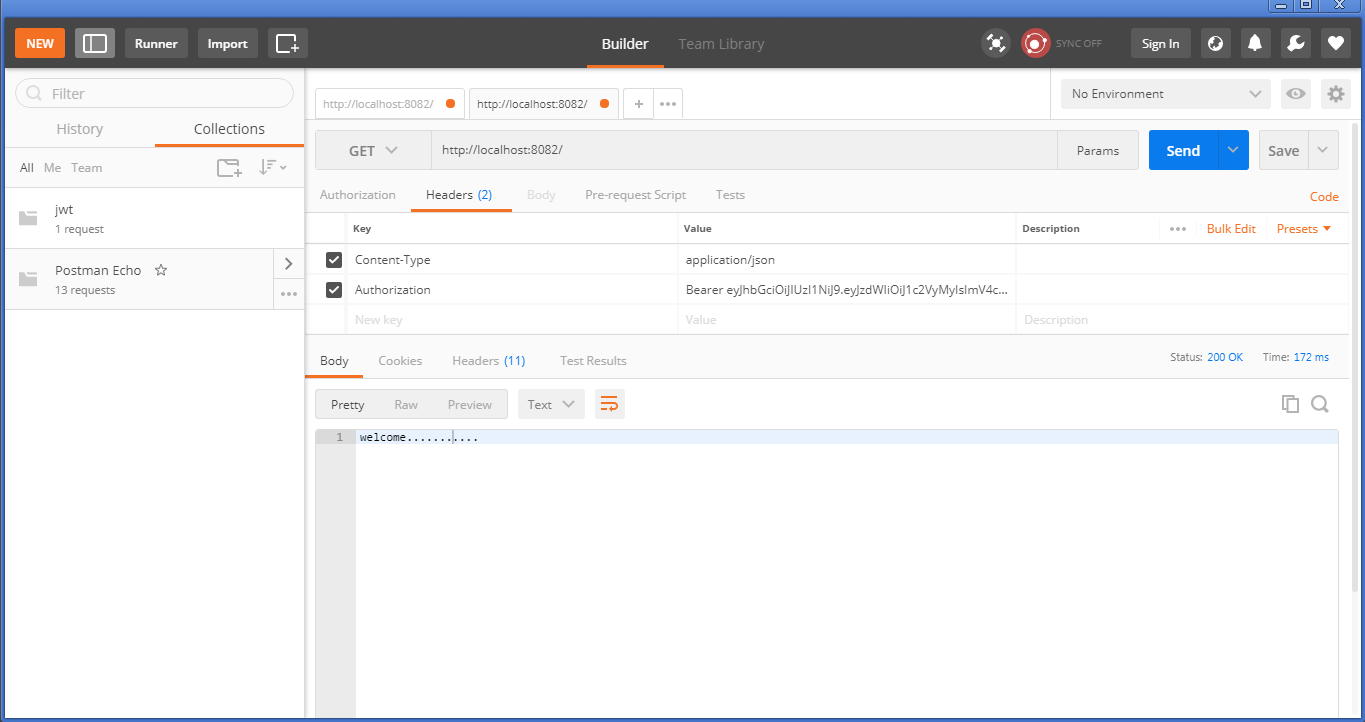 NEW Runner Import Builder Team Library SYNC OFF Sign In
Filter
History Collections
All Me Team
jwt
1 request
Postman Echo
13 requests
http://localhost:8082/ http://localhost:8082/ + ••• No Environment
GET http://localhost:8082/ Params Send Save
Authorization Headers (2) Body Pre-request Script Tests Code
Key Value Description ••• Bulk Edit Presets
Content-Type application/json
Authorization Bearer eyJhbGciOiJIUzI1NiJ9.eyJzdWIiOiJ1c2VyMyIsImV4c...
New key Value Description
Body Cookies Headers (11) Test Results Status: 200 OK Time: 172 ms
Pretty Raw Preview Text
1 welcome...........